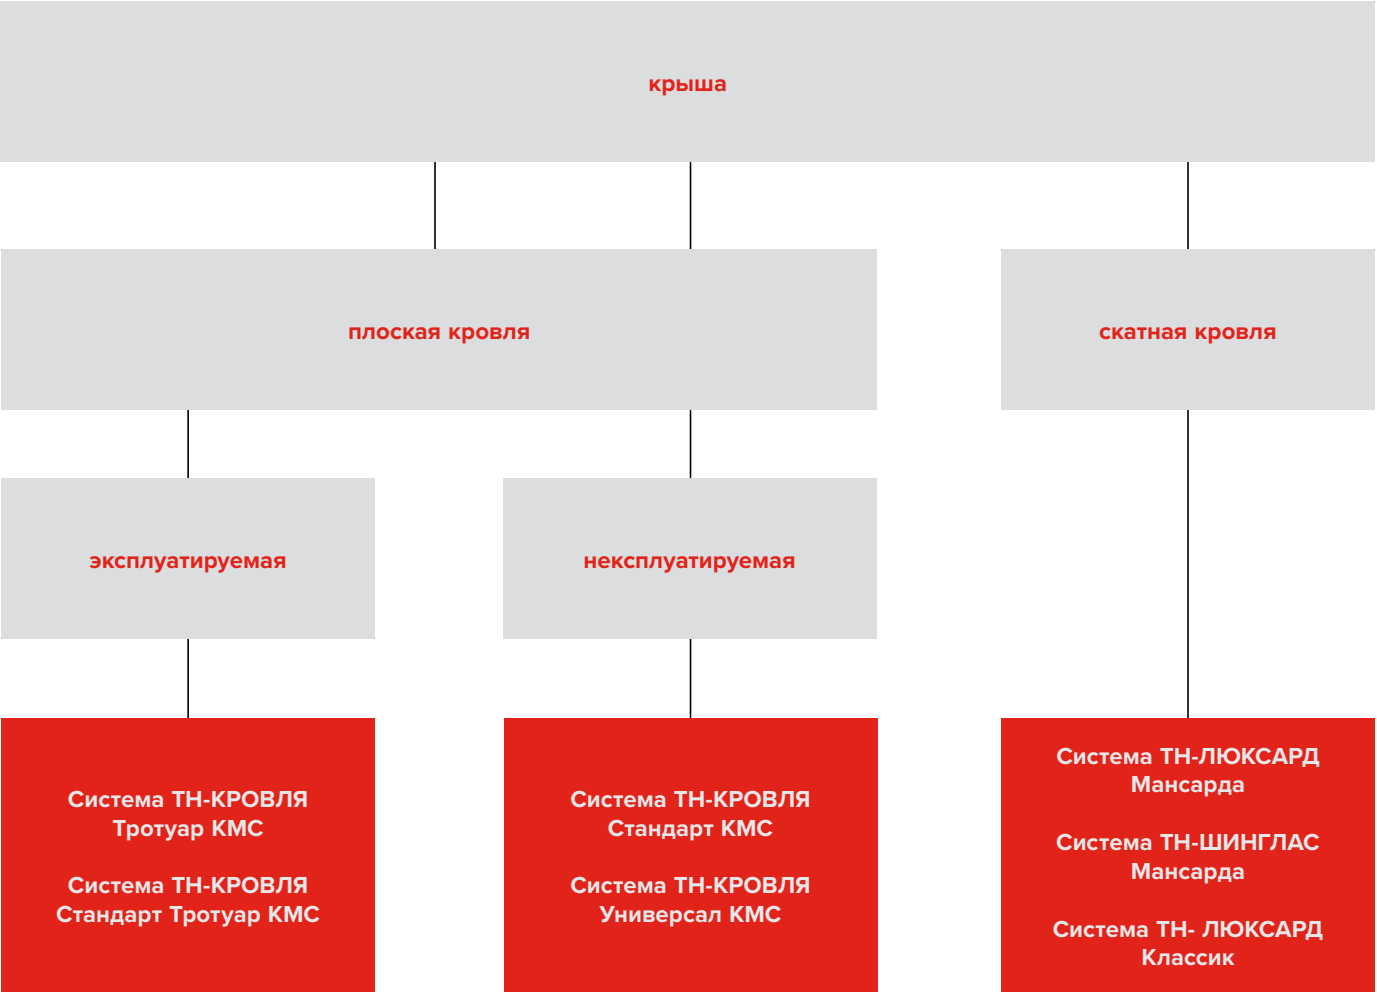 крыша
плоская кровля
скатная кровля
эксплуатируемая
нексплуатируемая
Система ТН-КРОВЛЯ
Тротуар КМС
Система ТН-КРОВЛЯ
Стандарт Тротуар КМС
Система ТН-КРОВЛЯ
Стандарт КМС
Система ТН-КРОВЛЯ
Универсал КМС
Система ТН-ЛЮКСАРД
Мансарда
Система ТН-ШИНГЛАС
Мансарда
Система ТН- ЛЮКСАРД
Классик